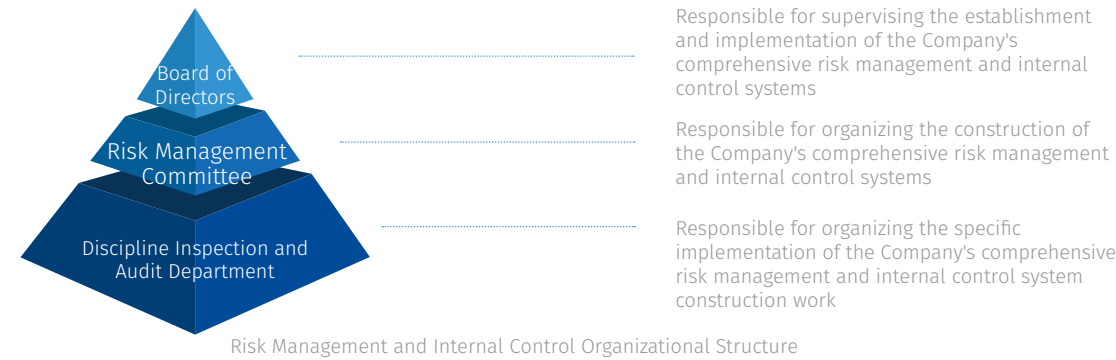 Board of
Directors
Responsible for supervising the establishment
and implementation of the Company's
comprehensive risk management and internal
control systems
Risk Management
Committee
Responsible for organizing the construction of
the Company's comprehensive risk management
and internal control systems
Discipline Inspection and
Audit Department
Responsible for organizing the specific
implementation of the Company's comprehensive
risk management and internal control system
construction work
Risk Management and Internal Control Organizational Structure